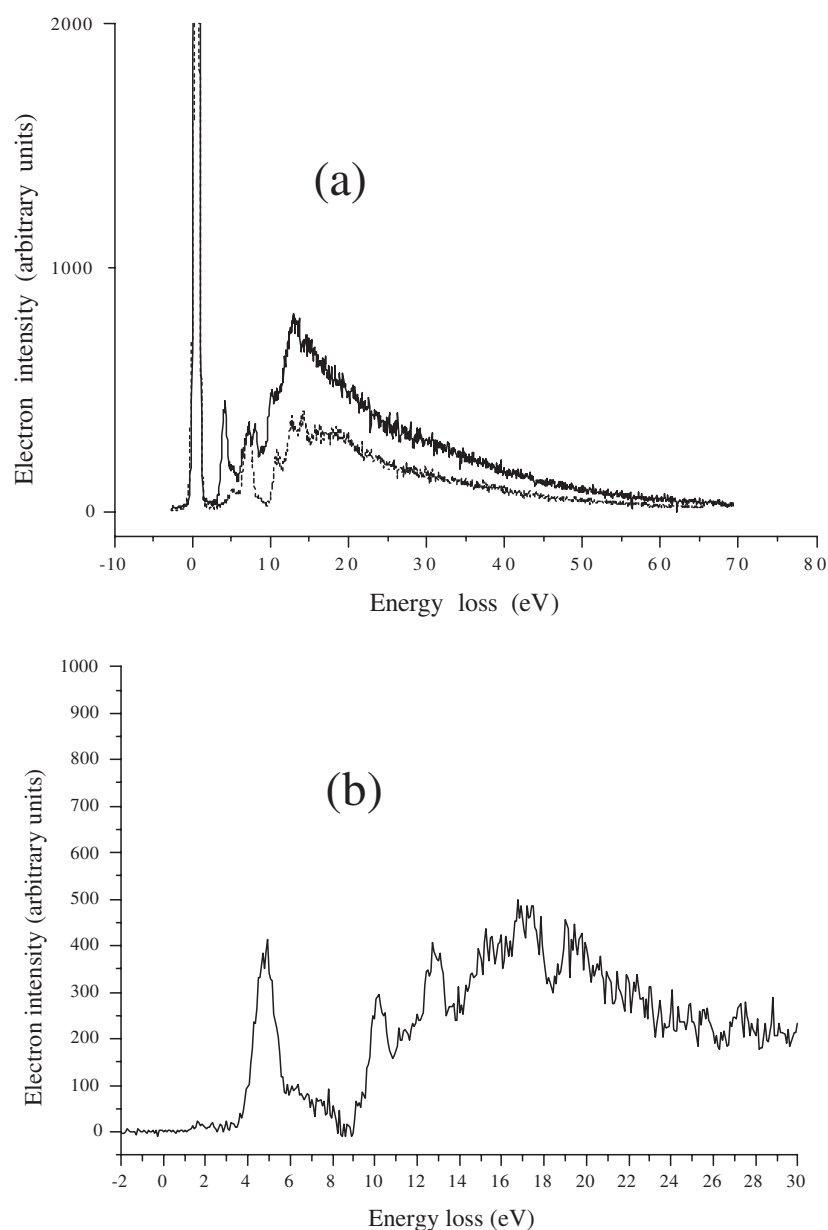 2000
1000
0
Electron intensity (arbitrary units)
(a)
-10 0 10 20 30 40 50 60 70 80
Energy loss (eV)
1000
900
800
700
600
500
400
300
200
100
0
Electron intensity (arbitrary units)
(b)
-2 0 2 4 6 8 10 12 14 16 18 20 22 24 26 28 30
Energy loss (eV)